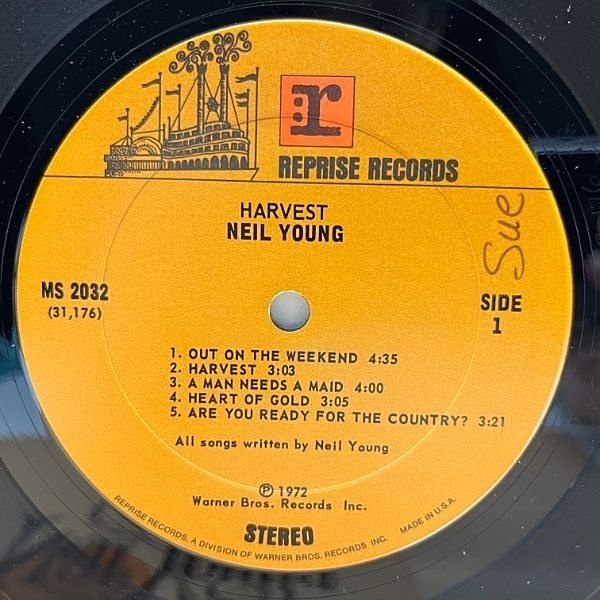 r
REPRISE RECORDS
Sue
HARVEST
NEIL YOUNG
MS 2032
(31,176)
SIDE
1
1. OUT ON THE WEEKEND 4:35
2. HARVEST 3:03
3. A MAN NEEDS A MAID 4:00
4. HEART OF GOLD 3:05
5. ARE YOU READY FOR THE COUNTRY? 3:21
All songs written by Neil Young
Ⓟ 1972
Warner Bros. Records Inc.
STEREO
REPRISE RECORDS, A DIVISION OF WARNER BROS. RECORDS INC. MADE IN U.S.A.